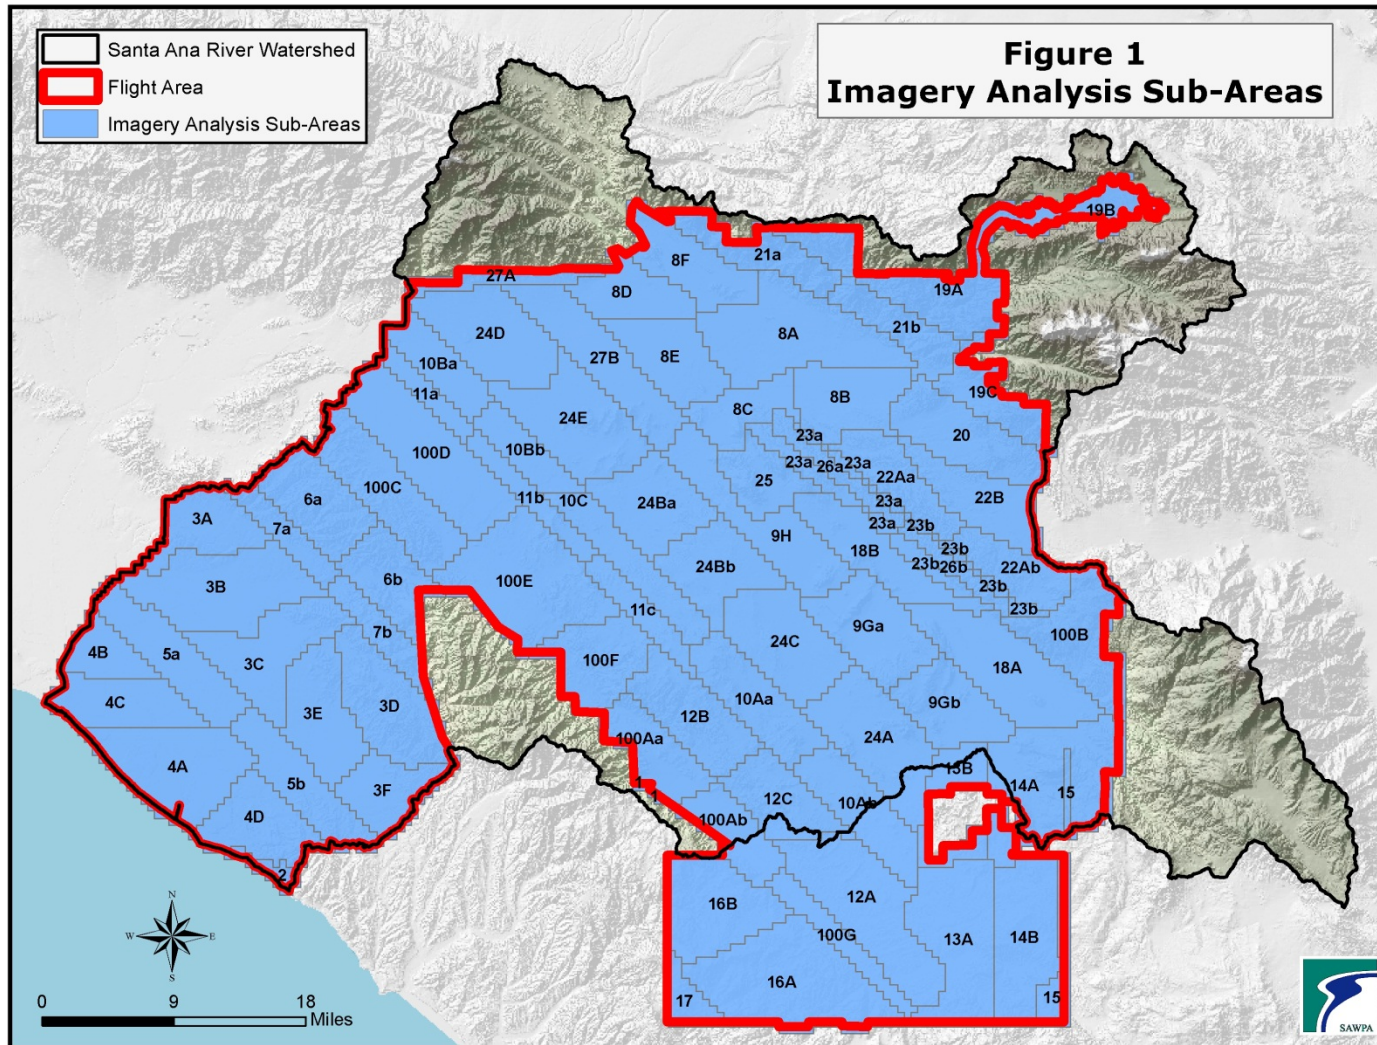 Santa Ana River Watershed
Flight Area
Imagery Analysis Sub-Areas
Figure 1
Imagery Analysis Sub-Areas
19B
21a
8F
27A
8D
19A
21b
24D
8A
27B
8E
10Ba
11a
19C
8B
8C
24E
20
23a
10Bb
100D
23a
26a
23a
25
22Aa
100C
6a
11b
10C
24Ba
23a
22B
3A
7a
23a
23b
9H
18B
23b
24Bb
23b
26b
22Ab
6b
100E
3B
23b
11c
23b
9Ga
7b
100B
24C
4B
5a
3C
100F
18A
4C
10Aa
9Gb
3D
3E
12B
100Aa
24A
4A
13B
1
5b
14A
15
3F
1
12C
10Ab
4D
100Ab
2
12A
16B
100G
13A
14B
16A
17
15
N
W
E
S
0
9
18
Miles
SAWPA